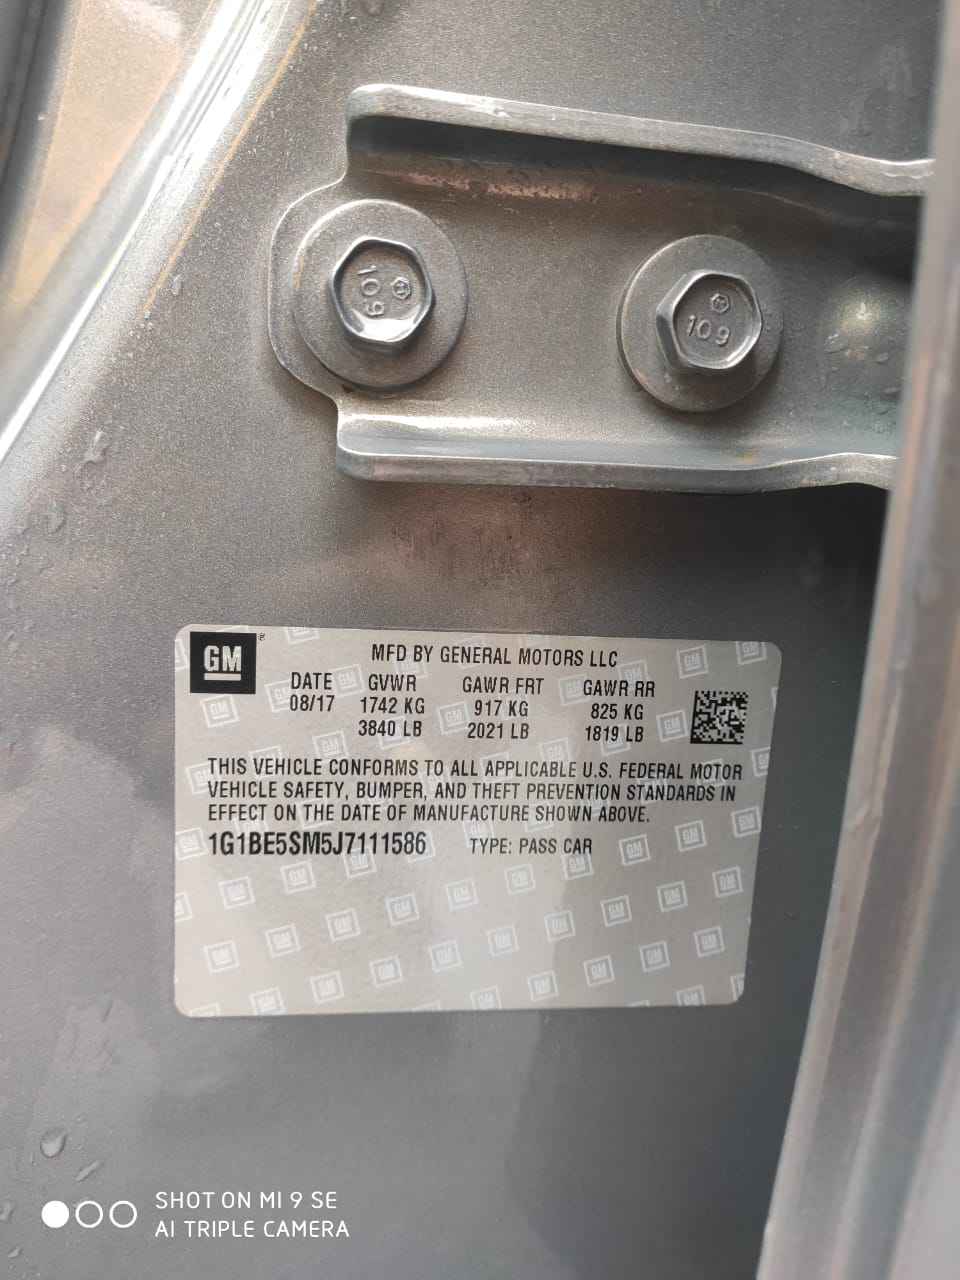 109
109
GM
MFD BY GENERAL MOTORS LLC
DATE GVWR GAWR FRT GAWR RR
08/17 1742 KG 917 KG 825 KG
3840 LB 2021 LB 1819 LB
THIS VEHICLE CONFORMS TO ALL APPLICABLE U.S. FEDERAL MOTOR
VEHICLE SAFETY, BUMPER, AND THEFT PREVENTION STANDARDS IN
EFFECT ON THE DATE OF MANUFACTURE SHOWN ABOVE.
1G1BE5SM5J7111586 TYPE: PASS CAR
SHOT ON MI 9 SE
AI TRIPLE CAMERA